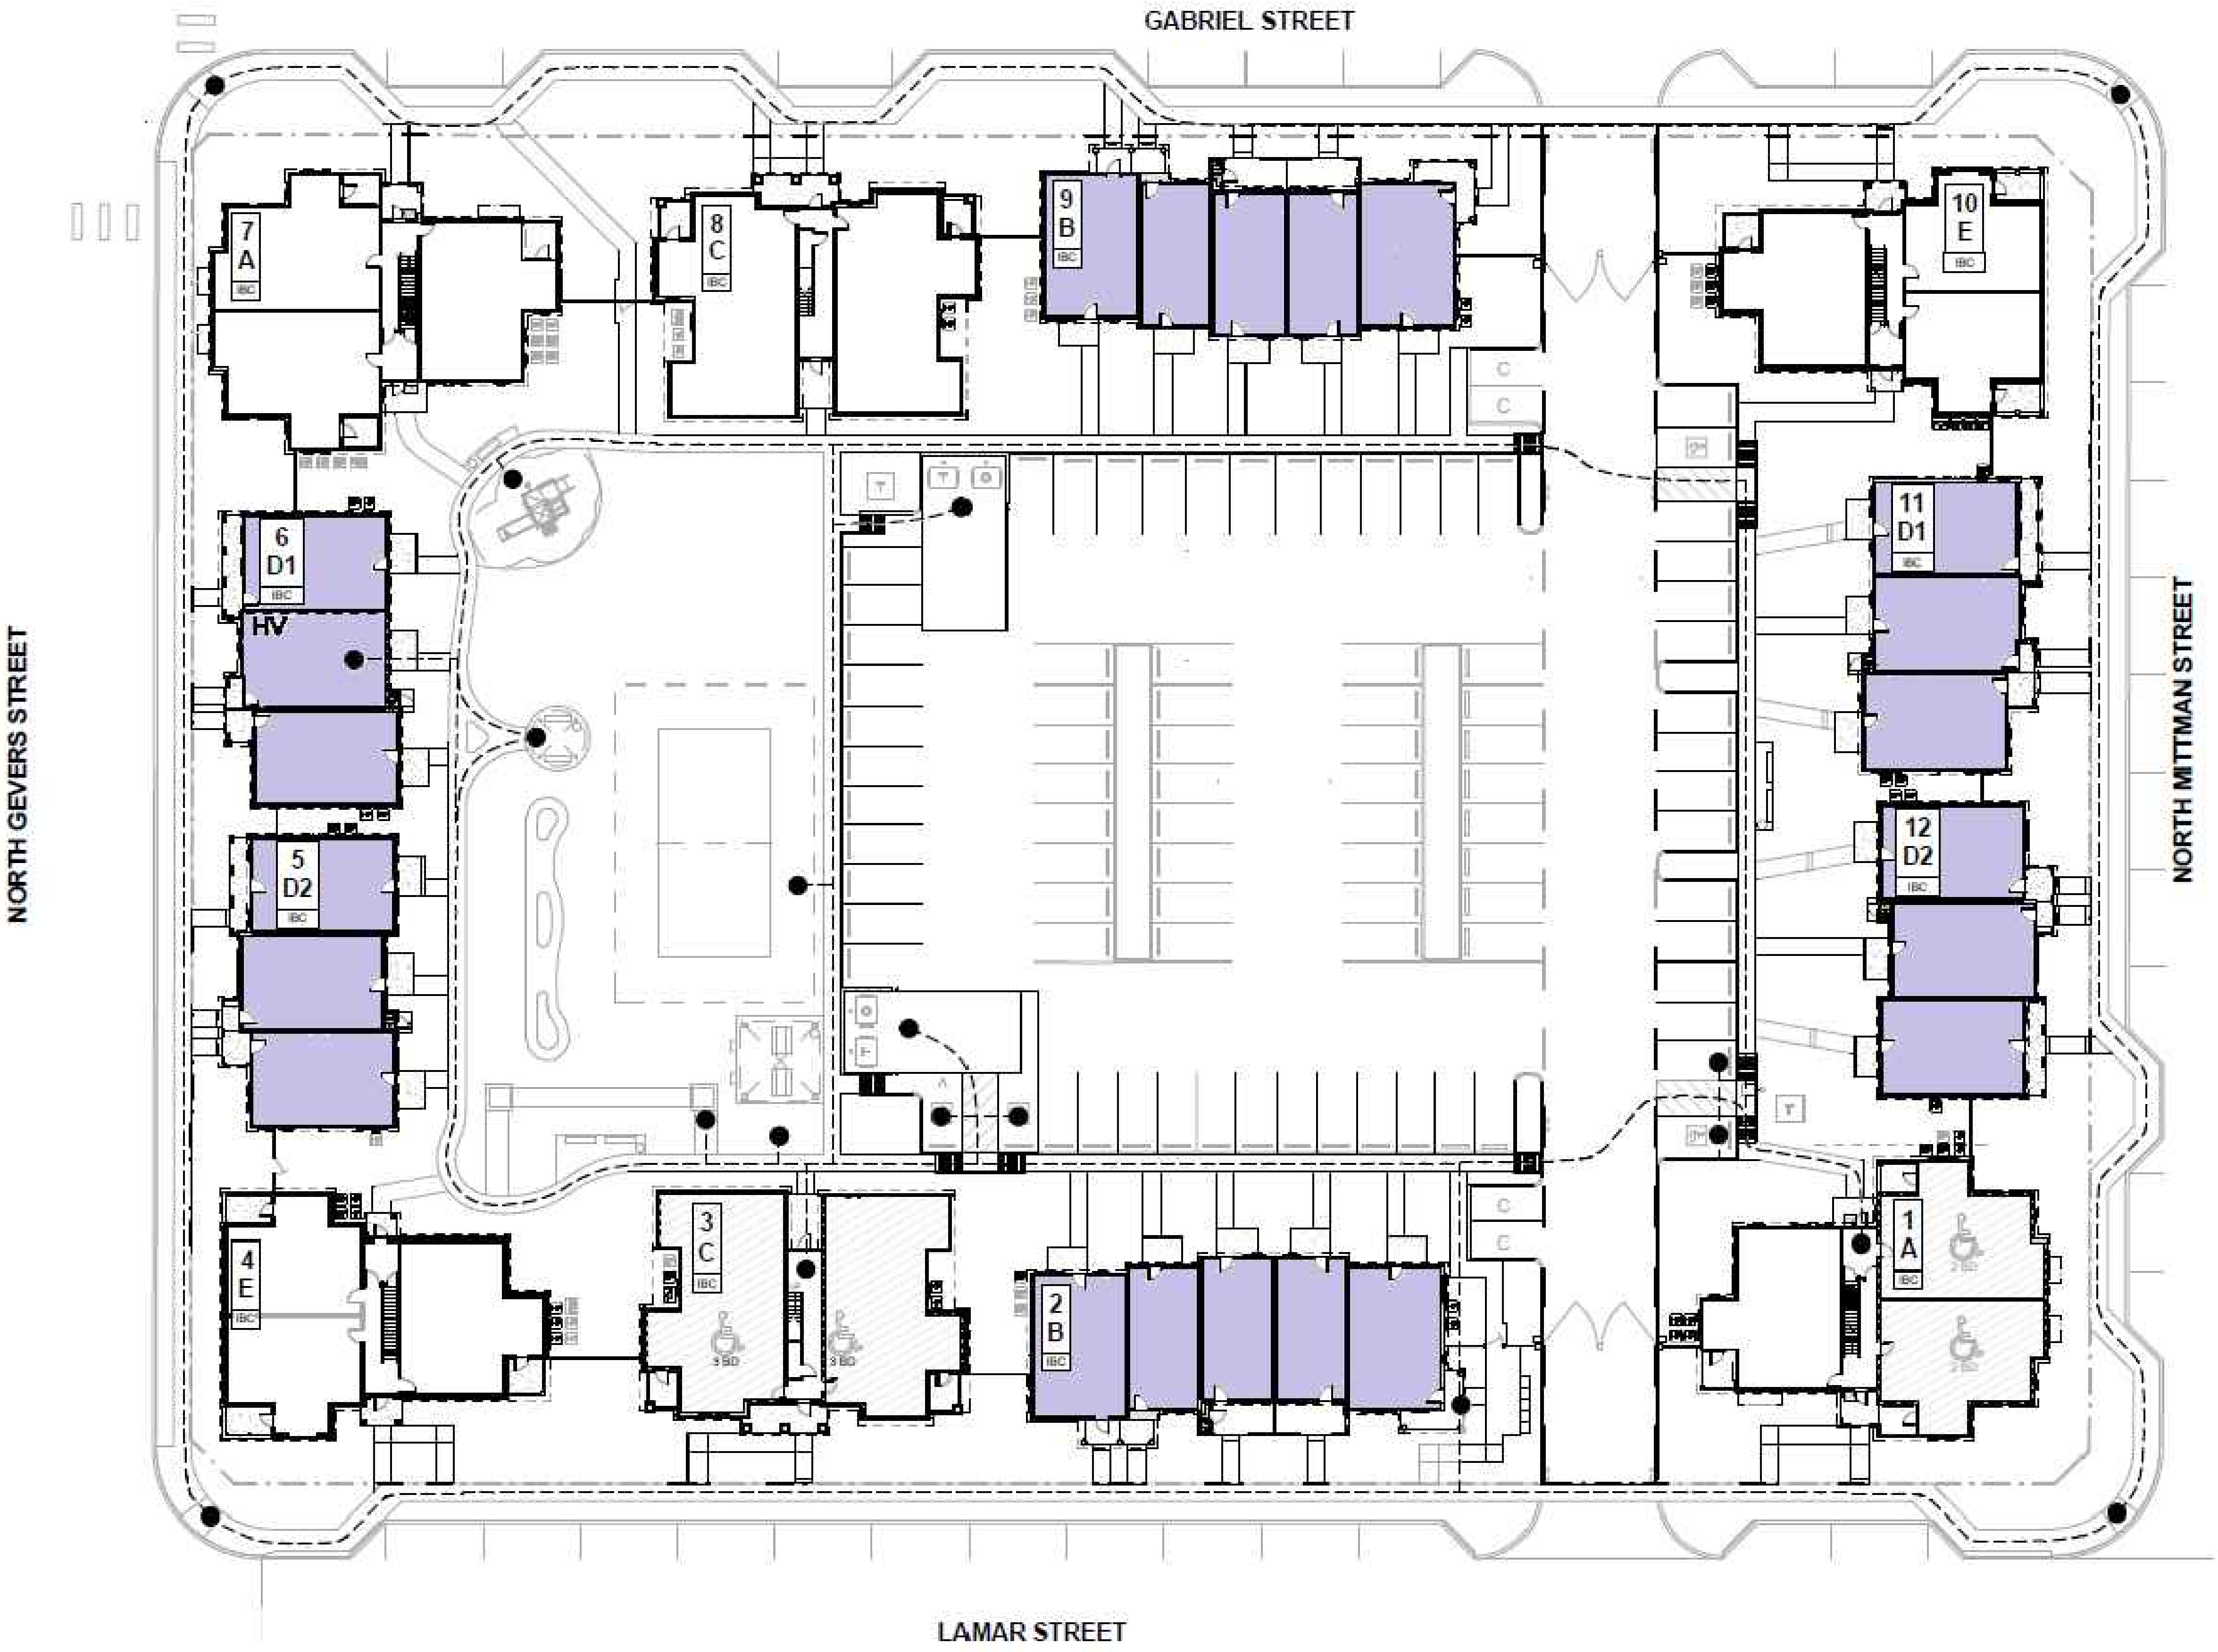 GABRIEL STREET
7
A
IBC
8
C
IBC
9
B
IBC
10
E
IBC
C
C
6
D1
IBC
HV
11
D1
IBC
NORTH GEVERS STREET
NORTH MITTMAN STREET
5
D2
IBC
12
D2
IBC
C
C
4
E
IBC
3
C
IBC
3 BD
3 BD
2
B
IBC
1
A
IBC
2 BD
2 BD
LAMAR STREET